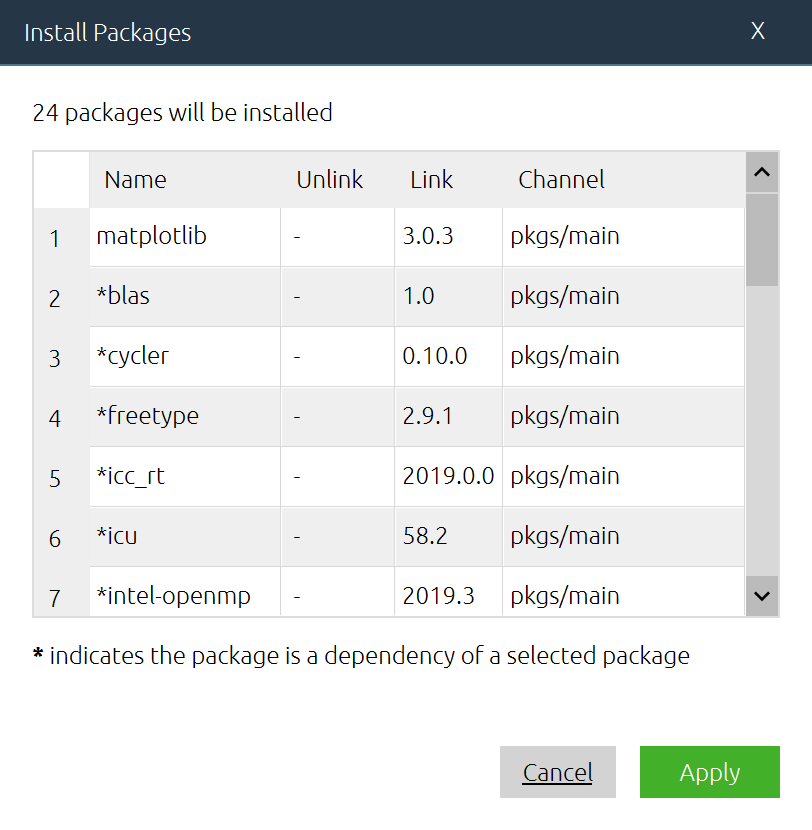 Install Packages X
24 packages will be installed
Name Unlink Link Channel
1 matplotlib - 3.0.3 pkgs/main
2 *blas - 1.0 pkgs/main
3 *cycler - 0.10.0 pkgs/main
4 *freetype - 2.9.1 pkgs/main
5 *icc_rt - 2019.0.0 pkgs/main
6 *icu - 58.2 pkgs/main
7 *intel-openmp - 2019.3 pkgs/main
* indicates the package is a dependency of a selected package
Cancel Apply